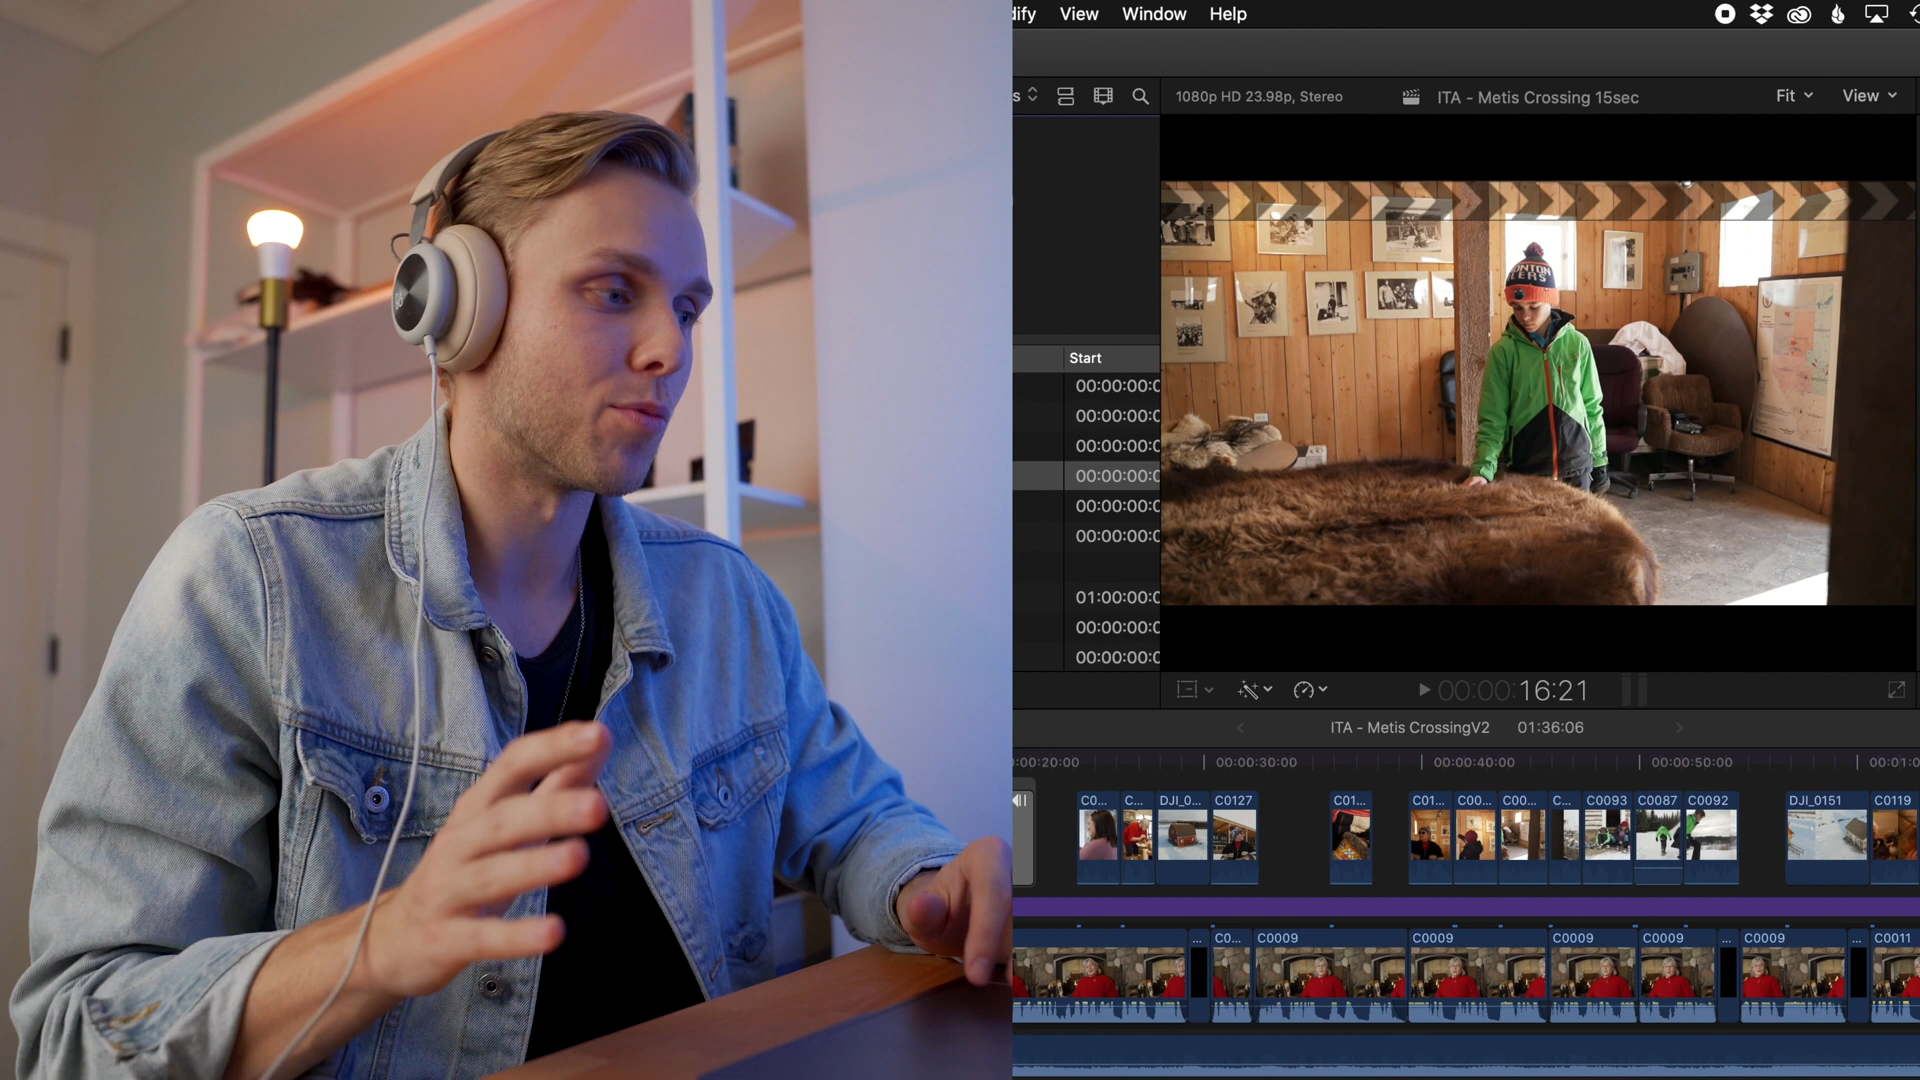 dify View Window Help
s
1080p HD 23.98p, Stereo
ITA - Metis Crossing 15sec
Fit
View
Start
00:00:00:0
00:00:00:0
00:00:00:0
00:00:00:0
00:00:00:0
00:00:00:0
01:00:00:0
00:00:00:0
00:00:00:0
00:00:16:21
ITA - Metis CrossingV2 01:36:06
:00:20:00 00:00:30:00 00:00:40:00 00:00:50:00 00:01:0
C0... C... DJI_0... C0127 C01... C01... C00... C00... C... C0093 C0087 C0092 DJI_0151 C0119
... C0... C0009 C0009 C0009 C0009 ... C0009 ... C0011